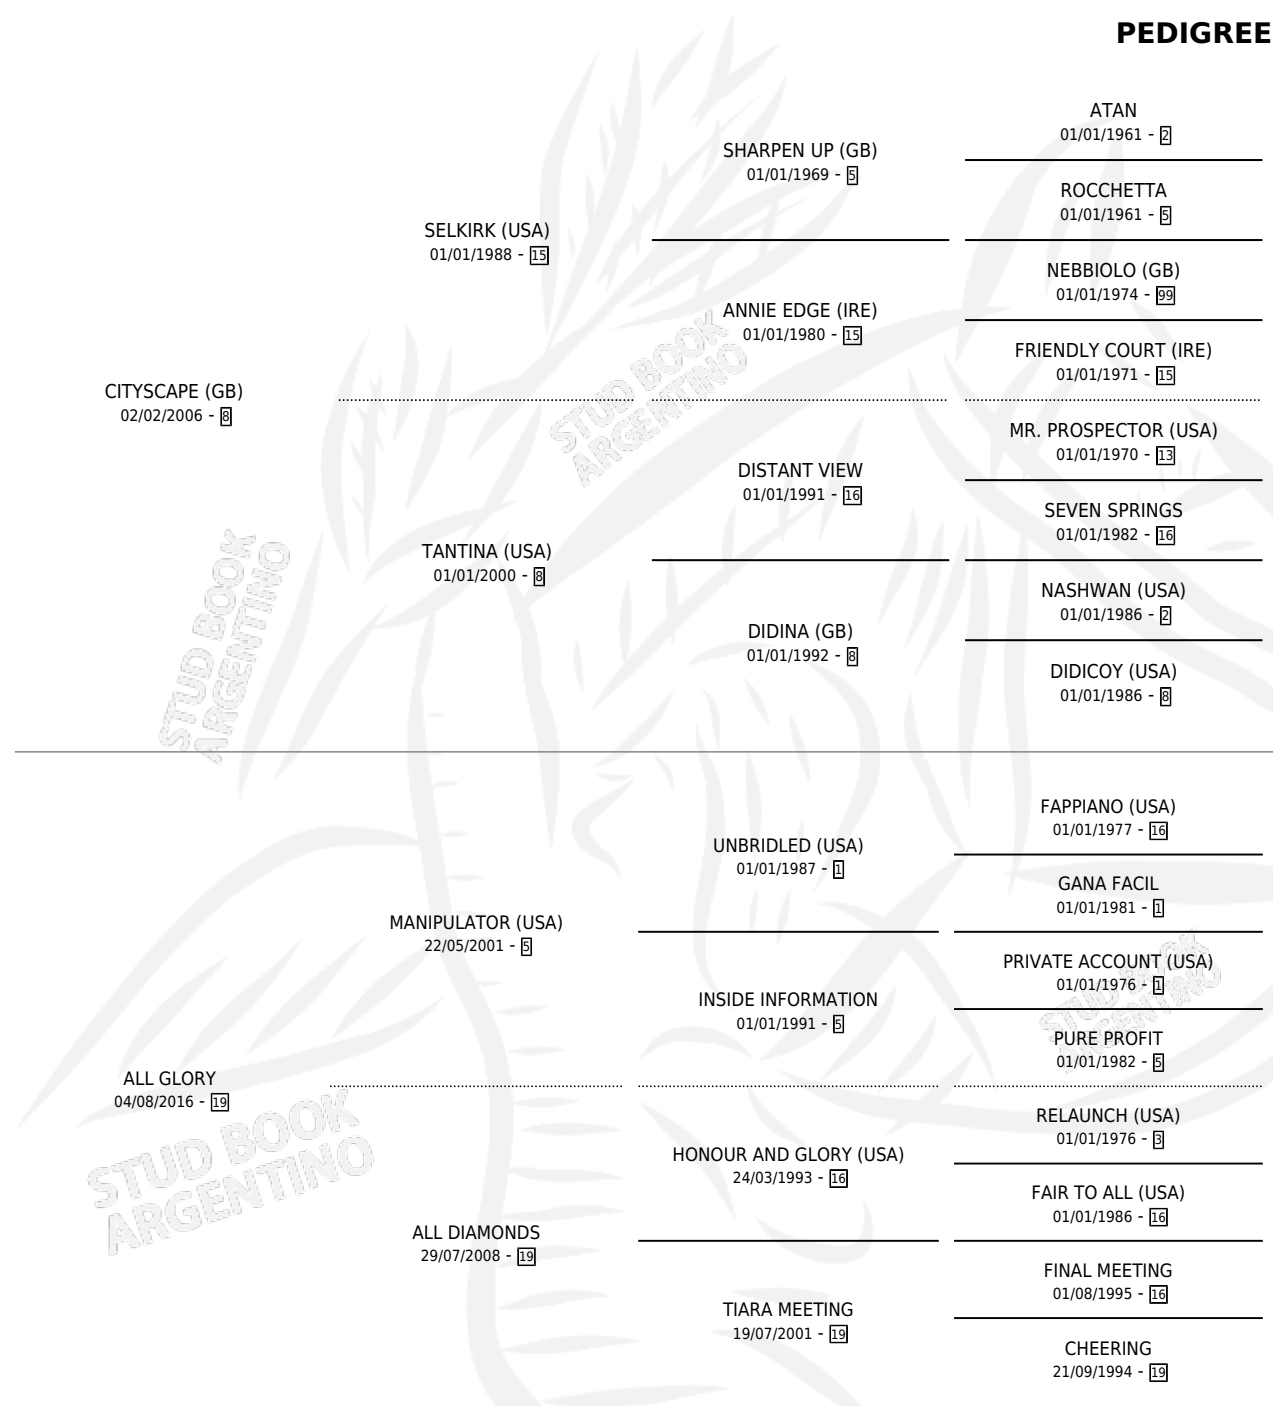 PEDIGREE
ATAN
01/01/1961 - 2
SHARPEN UP (GB)
01/01/1969 - 5
ROCCHETTA
01/01/1961 - 5
SELKIRK (USA)
01/01/1988 - 15
NEBBIOLO (GB)
01/01/1974 - 99
ANNIE EDGE (IRE)
01/01/1980 - 15
FRIENDLY COURT (IRE)
01/01/1971 - 15
CITYSCAPE (GB)
02/02/2006 - 8
MR. PROSPECTOR (USA)
01/01/1970 - 13
DISTANT VIEW
01/01/1991 - 16
SEVEN SPRINGS
01/01/1982 - 16
TANTINA (USA)
01/01/2000 - 8
NASHWAN (USA)
01/01/1986 - 2
DIDINA (GB)
01/01/1992 - 8
DIDICOY (USA)
01/01/1986 - 8
FAPPIANO (USA)
01/01/1977 - 16
UNBRIDLED (USA)
01/01/1987 - 1
GANA FACIL
01/01/1981 - 1
MANIPULATOR (USA)
22/05/2001 - 5
PRIVATE ACCOUNT (USA)
01/01/1976 - 1
INSIDE INFORMATION
01/01/1991 - 5
PURE PROFIT
01/01/1982 - 5
ALL GLORY
04/08/2016 - 19
RELAUNCH (USA)
01/01/1976 - 3
HONOUR AND GLORY (USA)
24/03/1993 - 16
FAIR TO ALL (USA)
01/01/1986 - 16
ALL DIAMONDS
29/07/2008 - 19
FINAL MEETING
01/08/1995 - 16
TIARA MEETING
19/07/2001 - 19
CHEERING
21/09/1994 - 19
STUD BOOK
ARGENTINO
STUD BOOK
ARGENTINO
STUD BOOK
ARGENTINO
STUD BOOK
ARGENTINO